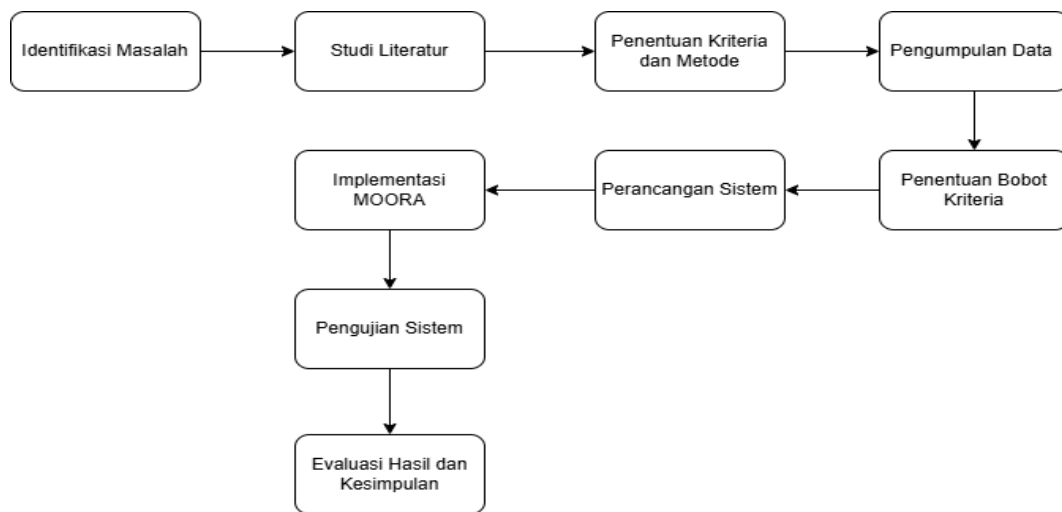 Identifikasi Masalah
Studi Literatur
Penentuan Kriteria
dan Metode
Pengumpulan Data
Penentuan Bobot
Kriteria
Perancangan Sistem
Implementasi
MOORA
Pengujian Sistem
Evaluasi Hasil dan
Kesimpulan